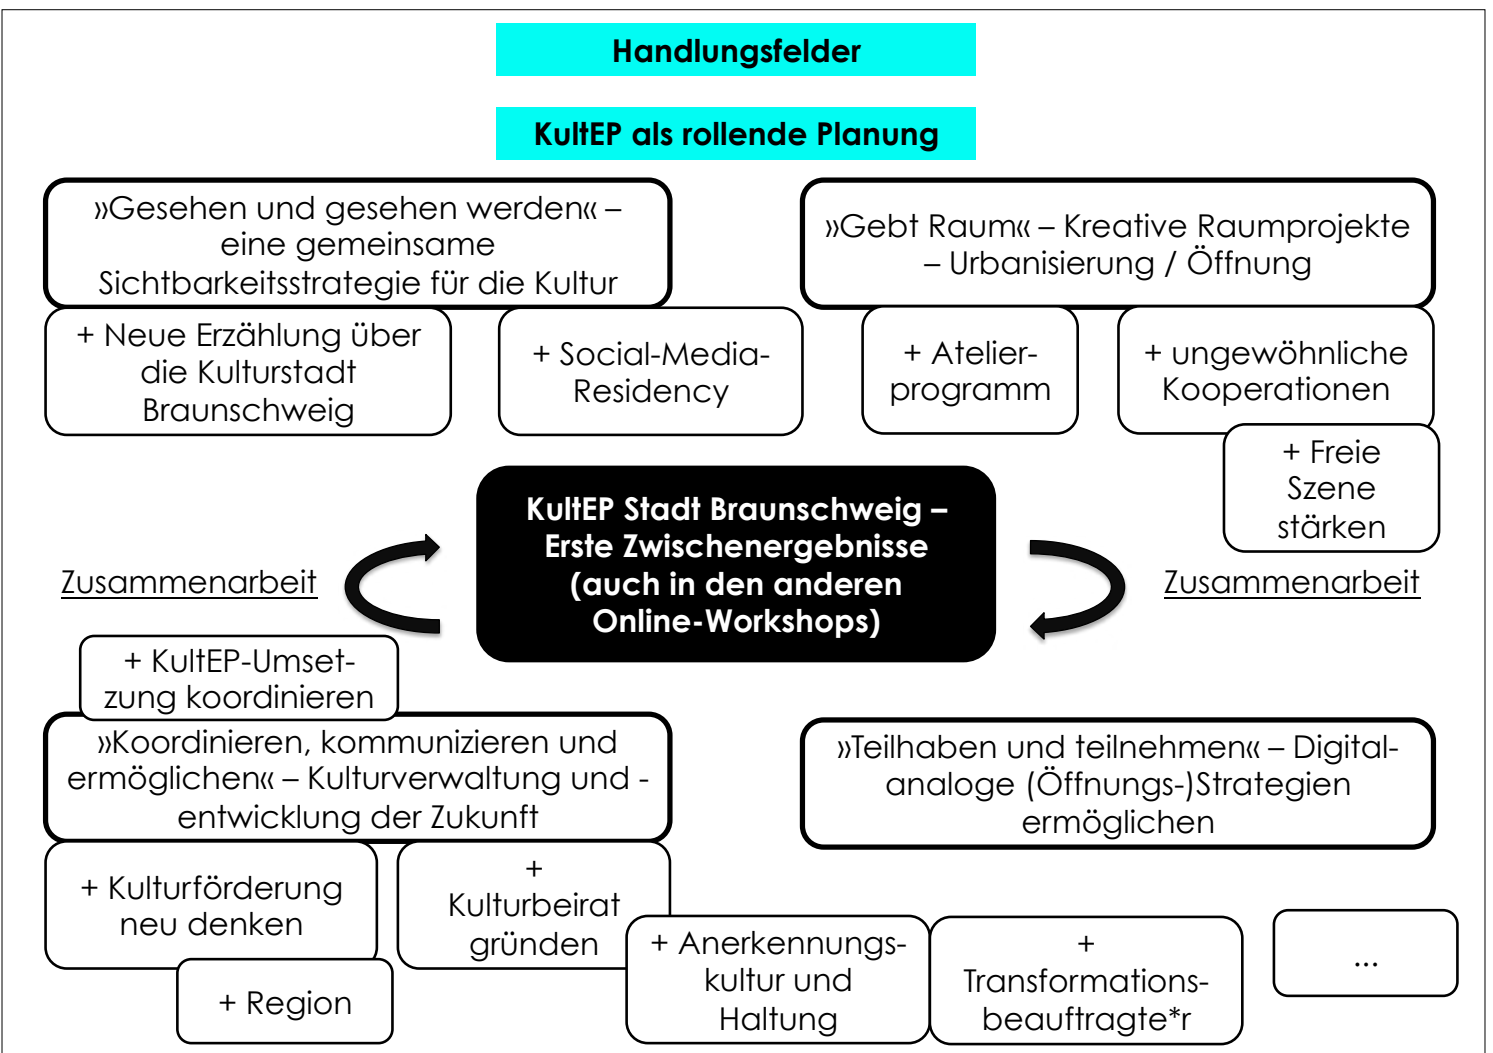 Handlungsfelder
KultEP als rollende Planung
»Gesehen und gesehen werden« –
eine gemeinsame
Sichtbarkeitsstrategie für die Kultur
»Gebt Raum« – Kreative Raumprojekte
– Urbanisierung / Öffnung
+ Neue Erzählung über
die Kulturstadt
Braunschweig
+ Social-Media-
Residency
+ Atelier-
programm
+ ungewöhnliche
Kooperationen
+ Freie
Szene
stärken
KultEP Stadt Braunschweig –
Erste Zwischenergebnisse
(auch in den anderen
Online-Workshops)
Zusammenarbeit
Zusammenarbeit
+ KultEP-Umset-
zung koordinieren
»Koordinieren, kommunizieren und
ermöglichen« – Kulturverwaltung und -
entwicklung der Zukunft
»Teilhaben und teilnehmen« – Digital-
analoge (Öffnungs-)Strategien
ermöglichen
+ Kulturförderung
neu denken
+
Kulturbeirat
gründen
+ Region
+ Anerkennungs-
kultur und
Haltung
+
Transformations-
beauftragte*r
...